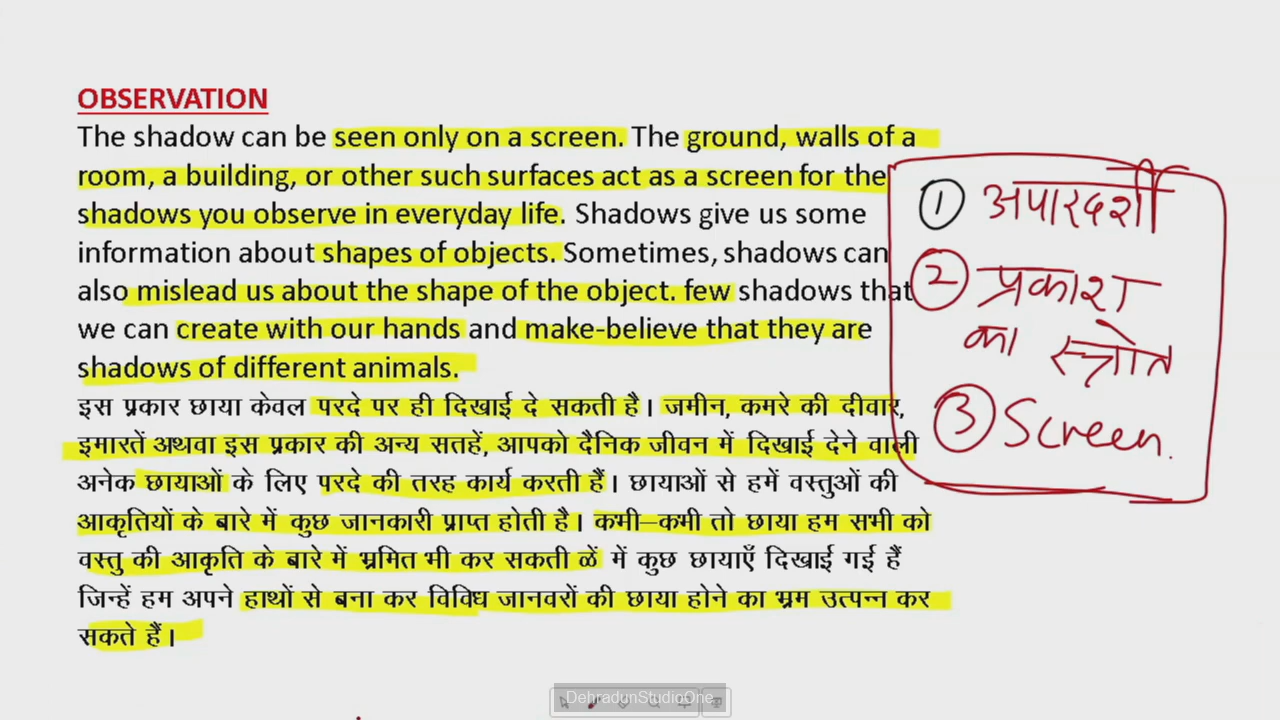 OBSERVATION
The shadow can be seen only on a screen. The ground, walls of a
room, a building, or other such surfaces act as a screen for the
shadows you observe in everyday life. Shadows give us some
information about shapes of objects. Sometimes, shadows can
also mislead us about the shape of the object. few shadows that
we can create with our hands and make-believe that they are
shadows of different animals.
इस प्रकार छाया केवल परदे पर ही दिखाई दे सकती है। जमीन, कमरे की दीवार,
इमारतें अथवा इस प्रकार की अन्य सतहें, आपको दैनिक जीवन में दिखाई देने वाली
अनेक छायाओं के लिए परदे की तरह कार्य करती हैं। छायाओं से हमें वस्तुओं की
आकृतियों के बारे में कुछ जानकारी प्राप्त होती है। कभी–कभी तो छाया हम सभी को
वस्तु की आकृति के बारे में भ्रमित भी कर सकती ळें में कुछ छायाएँ दिखाई गई हैं
जिन्हें हम अपने हाथों से बना कर विविध जानवरों की छाया होने का भ्रम उत्पन्न कर
सकते हैं।
1 अपारदर्शी
2 प्रकाश
का स्त्रोत
3 Screen.
DehradunStudioOne